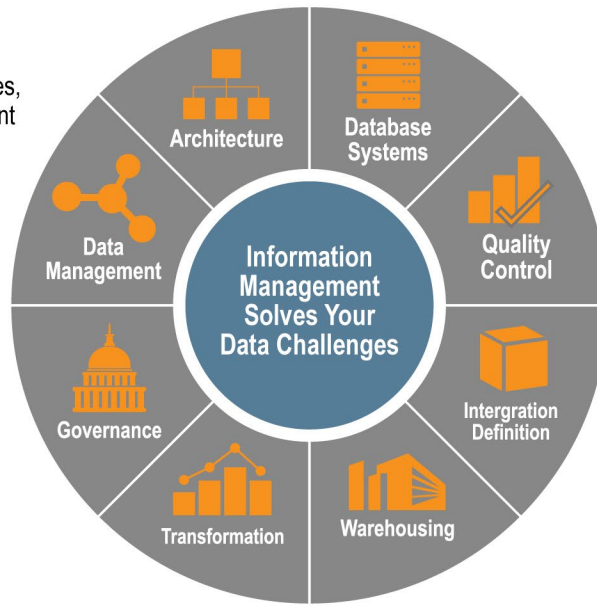 es,
nt
Architecture
Database
Systems
Quality
Control
Intergration
Definition
Warehousing
Transformation
Governance
Data
Management
Information
Management
Solves Your
Data Challenges